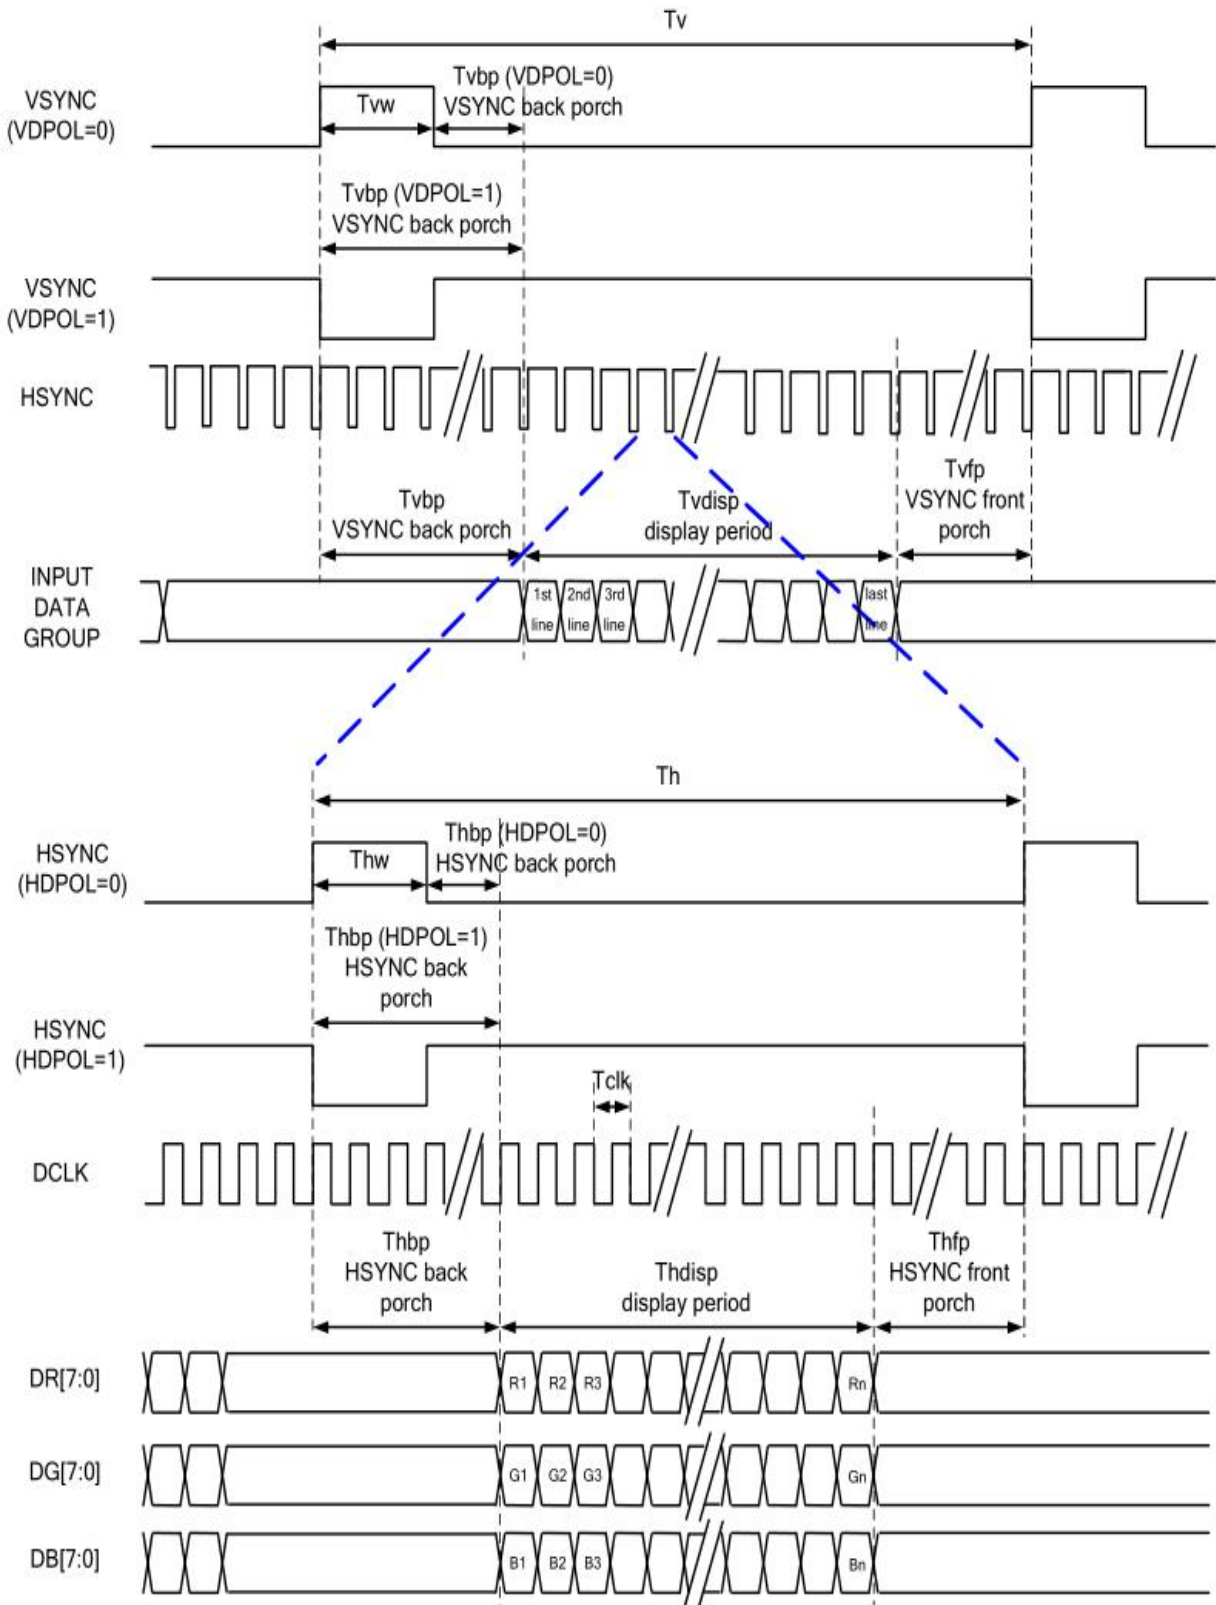 Tv
VSYNC
(VDPOL=0)
Tvw
Tvbp (VDPOL=0)
VSYNC back porch
Tvbp (VDPOL=1)
VSYNC back porch
VSYNC
(VDPOL=1)
HSYNC
Tvbp
VSYNC back porch
Tvdisp
display period
Tvfp
VSYNC front
porch
INPUT
DATA
GROUP
1st
line
2nd
line
3rd
line
last
line
Th
HSYNC
(HDPOL=0)
Thw
Thbp (HDPOL=0)
HSYNC back porch
Thbp (HDPOL=1)
HSYNC back
porch
HSYNC
(HDPOL=1)
Tclk
DCLK
Thbp
HSYNC back
porch
Thdisp
display period
Thfp
HSYNC front
porch
DR[7:0]
R1 R2 R3 Rn
DG[7:0]
G1 G2 G3 Gn
DB[7:0]
B1 B2 B3 Bn